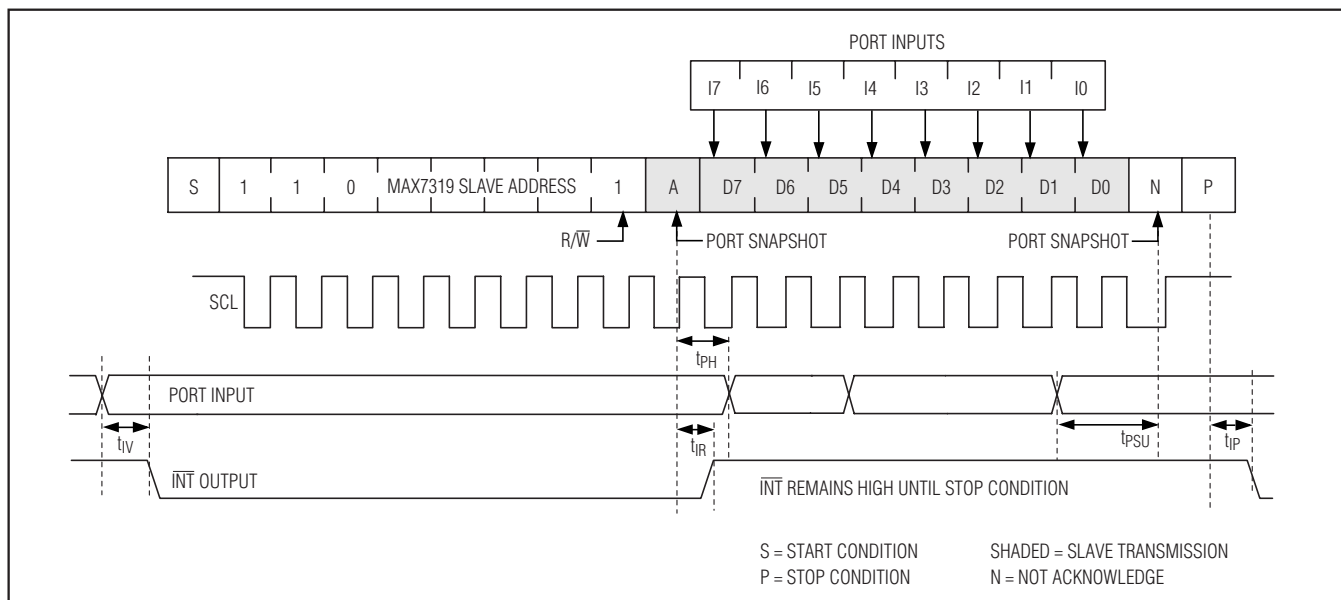 PORT INPUTS
I7 I6 I5 I4 I3 I2 I1 I0
S 1 1 0 MAX7319 SLAVE ADDRESS 1 A D7 D6 D5 D4 D3 D2 D1 D0 N P
R/W̅ PORT SNAPSHOT PORT SNAPSHOT
SCL
tPH
PORT INPUT
tIV tIR tPSU tIP
I̅N̅T̅ OUTPUT I̅N̅T̅ REMAINS HIGH UNTIL STOP CONDITION
S = START CONDITION SHADED = SLAVE TRANSMISSION
P = STOP CONDITION N = NOT ACKNOWLEDGE